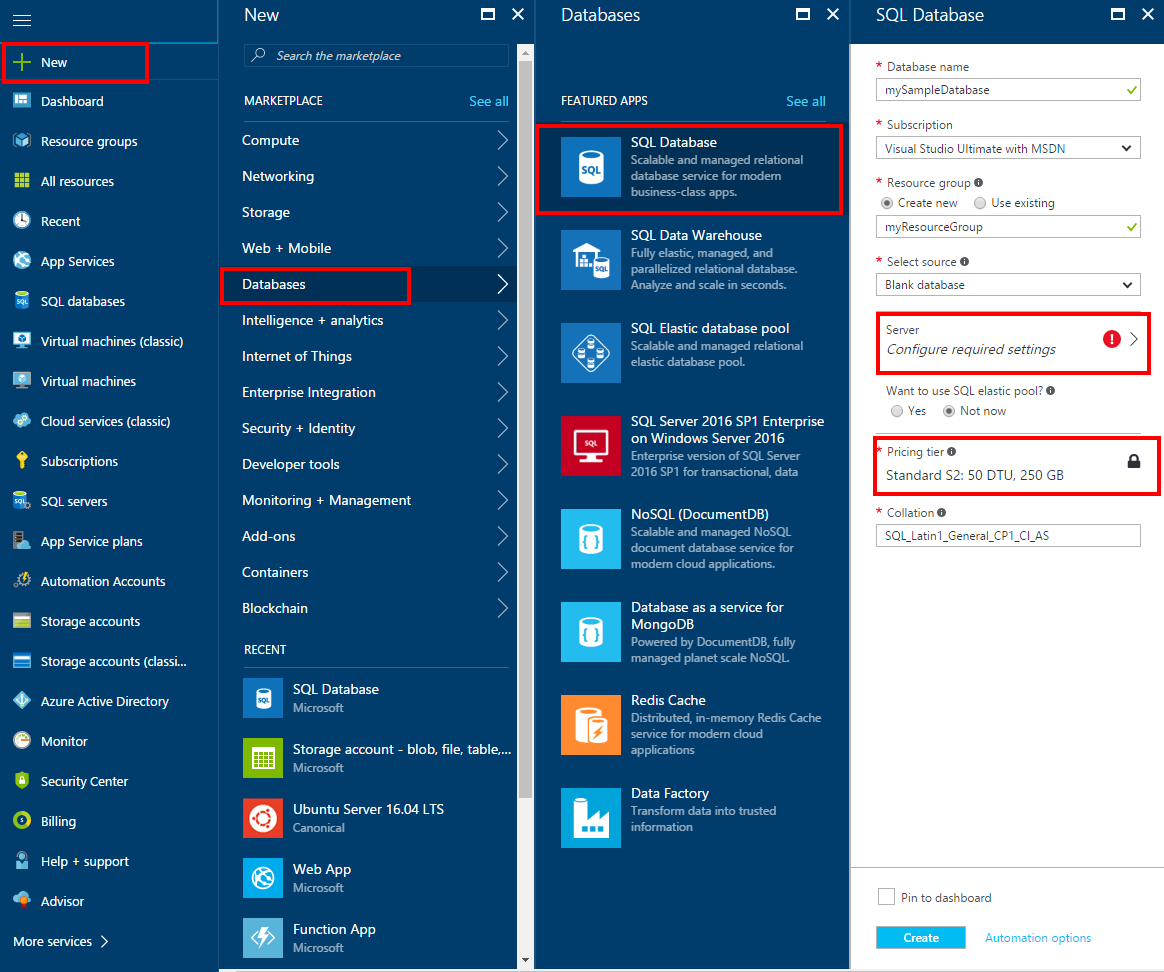 New
Dashboard
Resource groups
All resources
Recent
App Services
SQL databases
Virtual machines (classic)
Virtual machines
Cloud services (classic)
Subscriptions
SQL servers
App Service plans
Automation Accounts
Storage accounts
Storage accounts (classi...
Azure Active Directory
Monitor
Security Center
Billing
Help + support
Advisor
More services
New
Search the marketplace
MARKETPLACE
See all
Compute
Networking
Storage
Web + Mobile
Databases
Intelligence + analytics
Internet of Things
Enterprise Integration
Security + Identity
Developer tools
Monitoring + Management
Add-ons
Containers
Blockchain
RECENT
SQL Database
Microsoft
Storage account - blob, file, table,...
Microsoft
Ubuntu Server 16.04 LTS
Canonical
Web App
Microsoft
Function App
Microsoft
Databases
FEATURED APPS
See all
SQL
SQL Database
Scalable and managed relational
database service for modern
business-class apps.
SQL
SQL Data Warehouse
Fully elastic, managed, and
parallelized relational database.
Analyze and scale in seconds.
SQL Elastic database pool
Scalable and managed relational
elastic database pool.
SQL
SQL Server 2016 SP1 Enterprise
on Windows Server 2016
Enterprise version of SQL Server
2016 SP1 for transactional, data
NoSQL (DocumentDB)
Scalable and managed NoSQL
document database service for
modern cloud applications.
Database as a service for
MongoDB
Powered by DocumentDB, fully
managed planet scale NoSQL.
Redis Cache
Distributed, in-memory Redis Cache
service for modern cloud
applications
Data Factory
Transform data into trusted
information
SQL Database
* Database name
mySampleDatabase
* Subscription
Visual Studio Ultimate with MSDN
* Resource group
Create new
Use existing
myResourceGroup
* Select source
Blank database
Server
Configure required settings
Want to use SQL elastic pool?
Yes
Not now
* Pricing tier
Standard S2: 50 DTU, 250 GB
* Collation
SQL_Latin1_General_CP1_CI_AS
Pin to dashboard
Create
Automation options